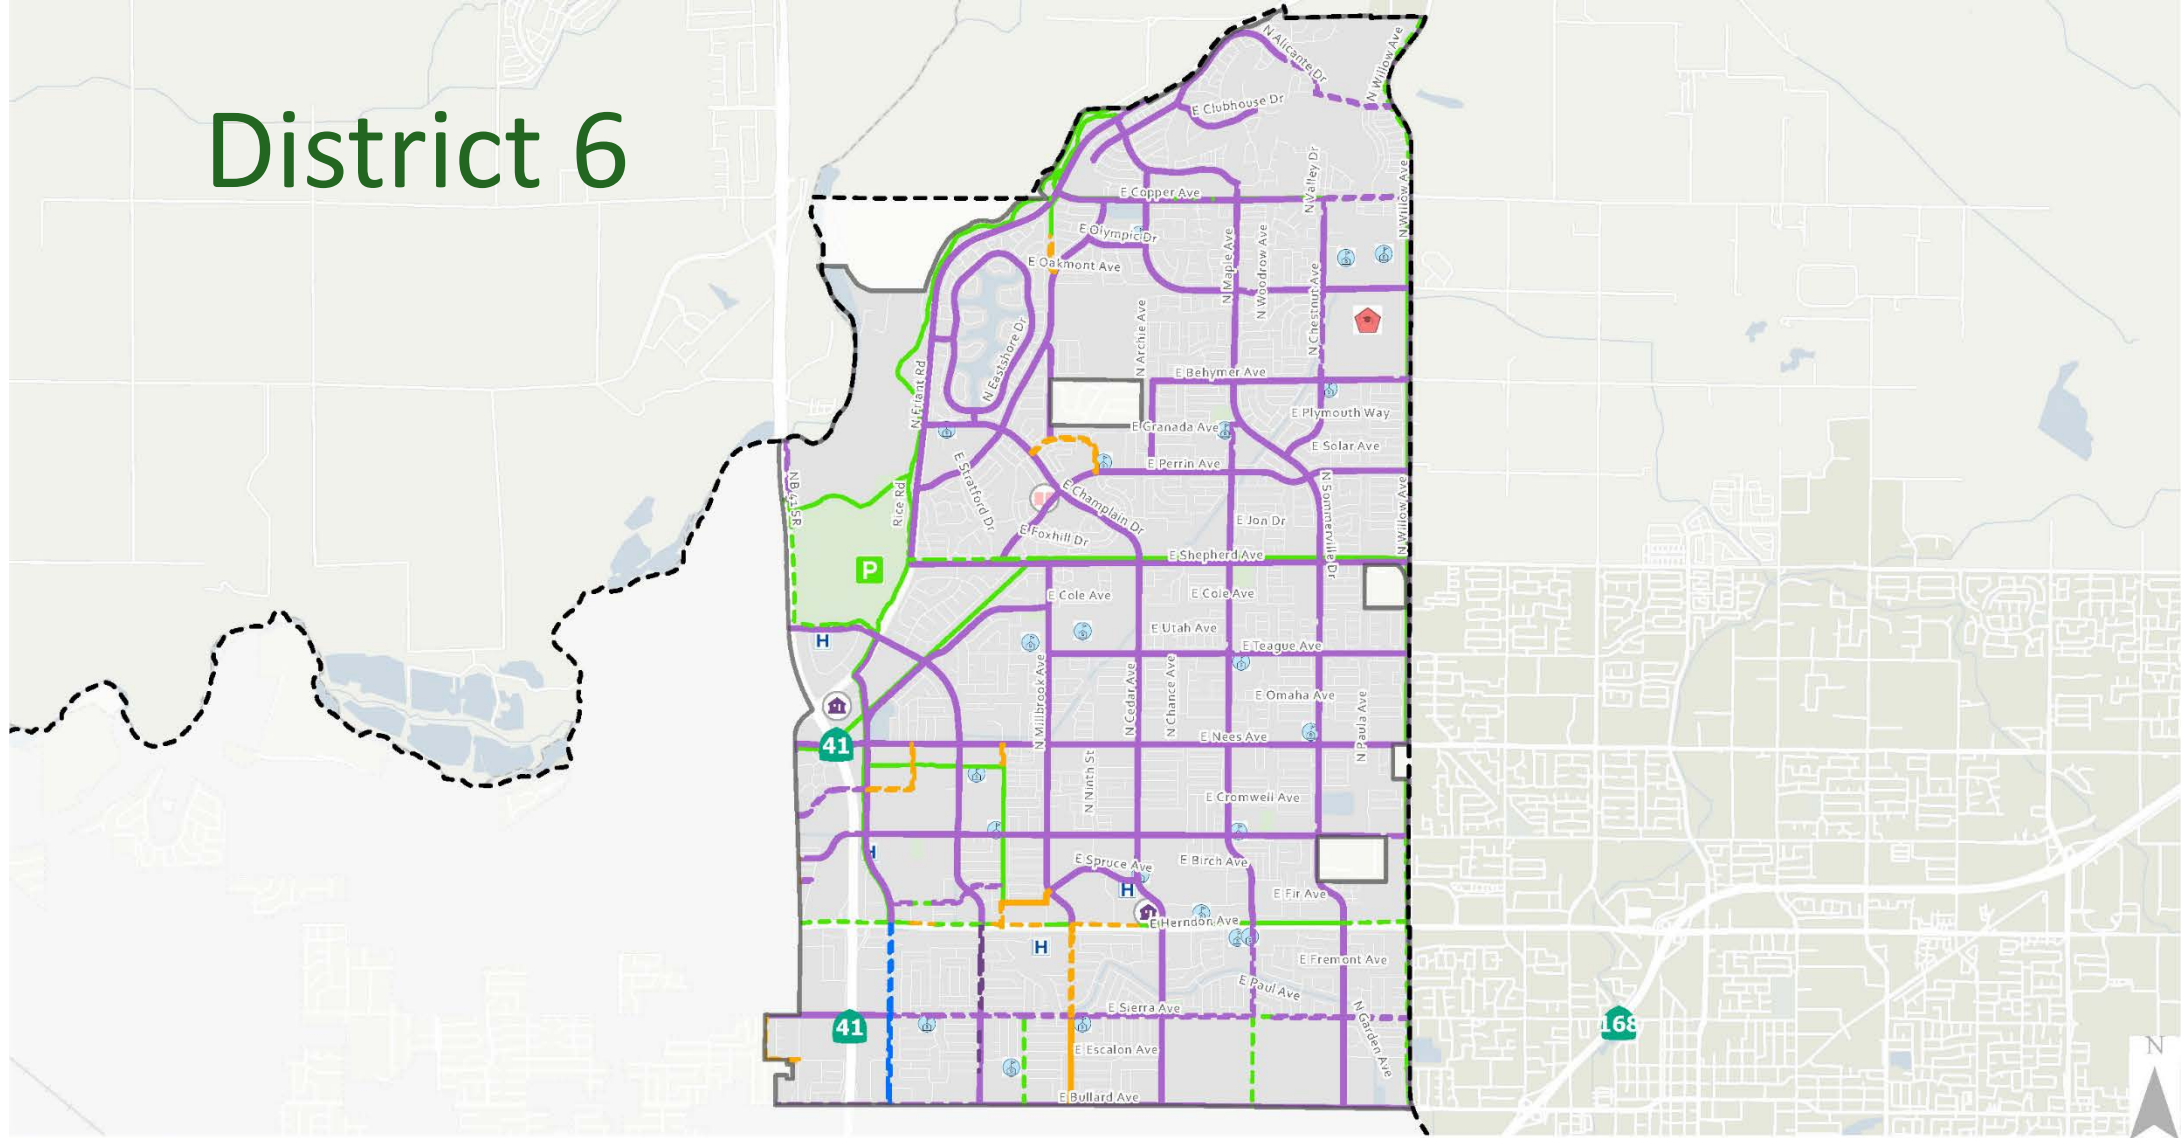 District 6
N Alicante Dr
N Willow Ave
E Clubhouse Dr
E Copper Ave
N Valley Dr
N Willow Ave
E Olympic Dr
E Oakmont Ave
N Maple Ave
N Woodrow Ave
N Chestnut Ave
N Archie Ave
N Eastshore Dr
N Friant Rd
E Behymer Ave
E Plymouth Way
E Granada Ave
E Solar Ave
E Perrin Ave
E Stratford Dr
E Champlain Dr
NB 41 SR
Rice Rd
N Sommerville Dr
N Willow Ave
E Jon Dr
E Foxhill Dr
E Shepherd Ave
P
E Cole Ave
E Cole Ave
E Utah Ave
H
E Teague Ave
N Millbrook Ave
N Cedar Ave
N Chance Ave
E Omaha Ave
N Paula Ave
41
E Nees Ave
N Ninth St
E Cromwell Ave
H
E Spruce Ave
E Birch Ave
H
E Fir Ave
E Herndon Ave
H
E Fremont Ave
E Paul Ave
E Sierra Ave
N Garden Ave
41
168
E Escalon Ave
E Bullard Ave
N